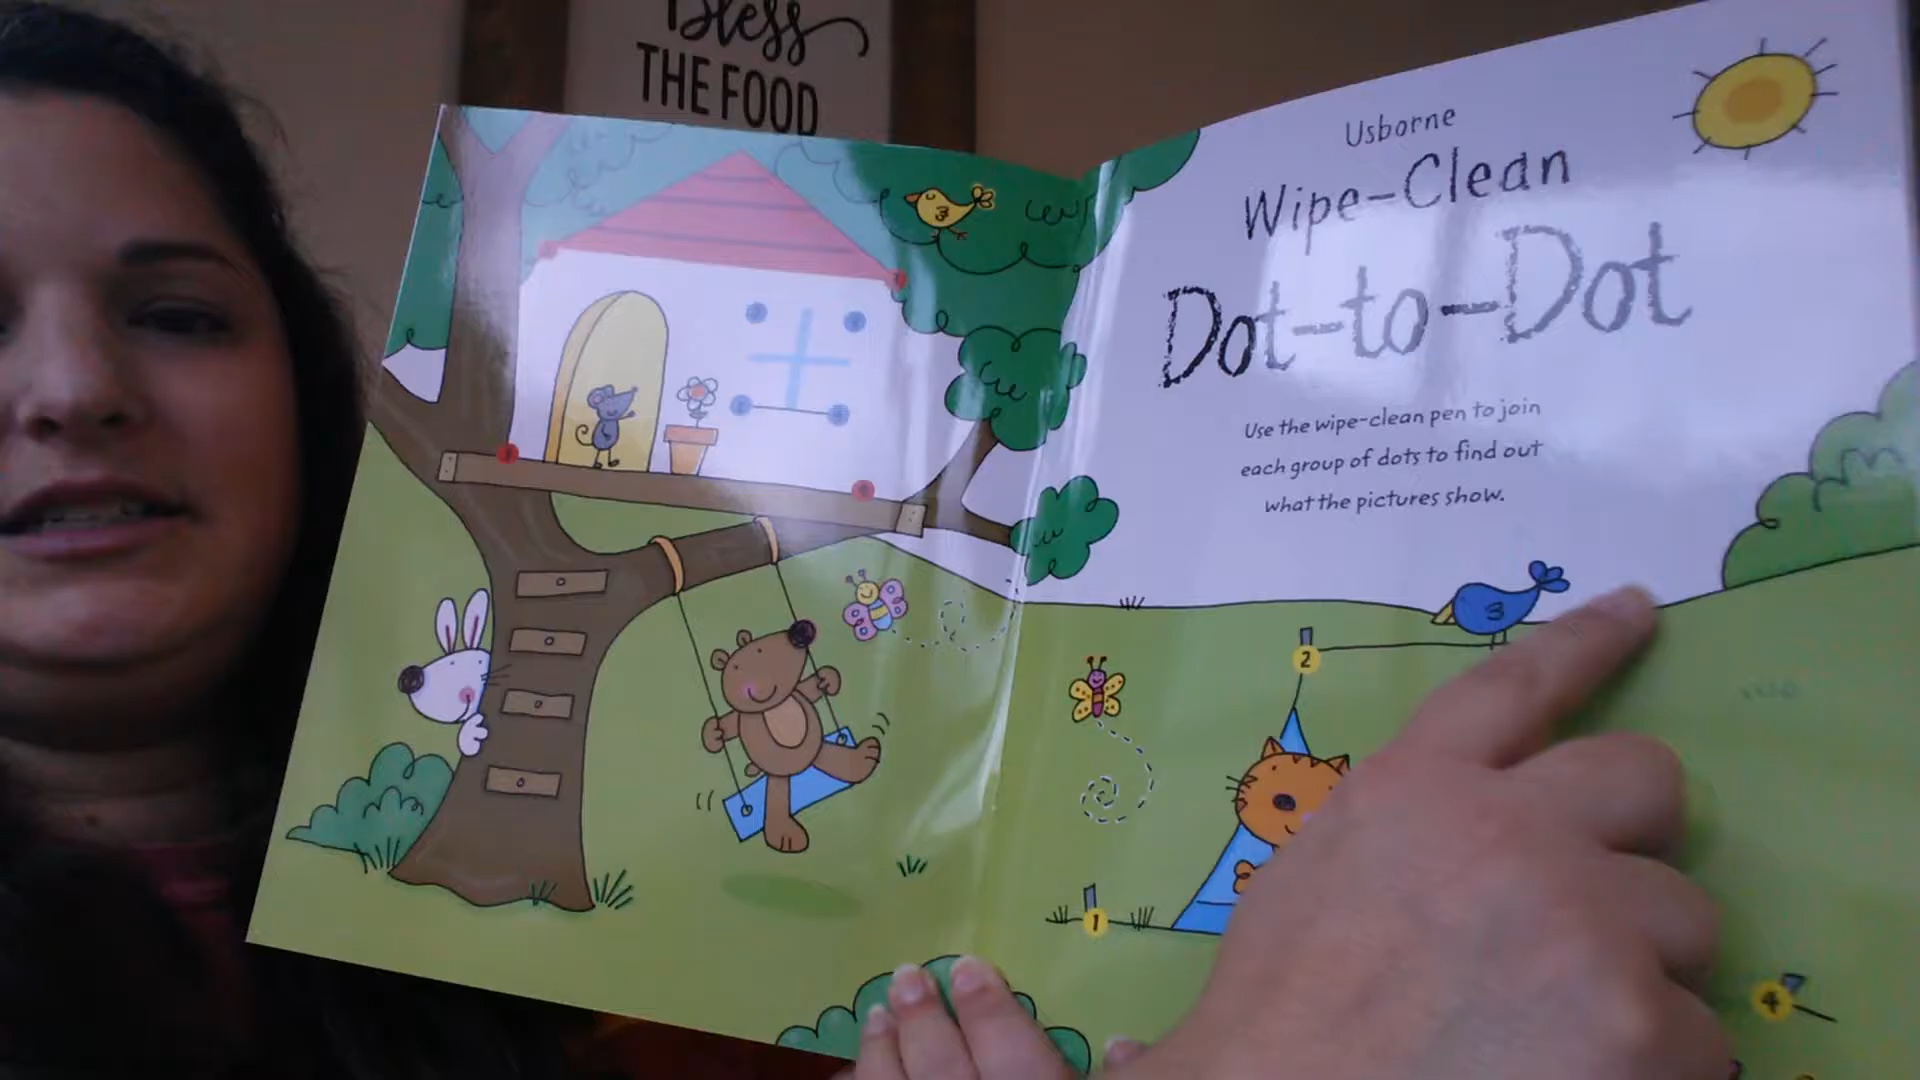 Bless
THE FOOD
Usborne
Wipe-Clean
Dot-to-Dot
Use the wipe-clean pen to join
each group of dots to find out
what the pictures show.
3
3
2
1
4